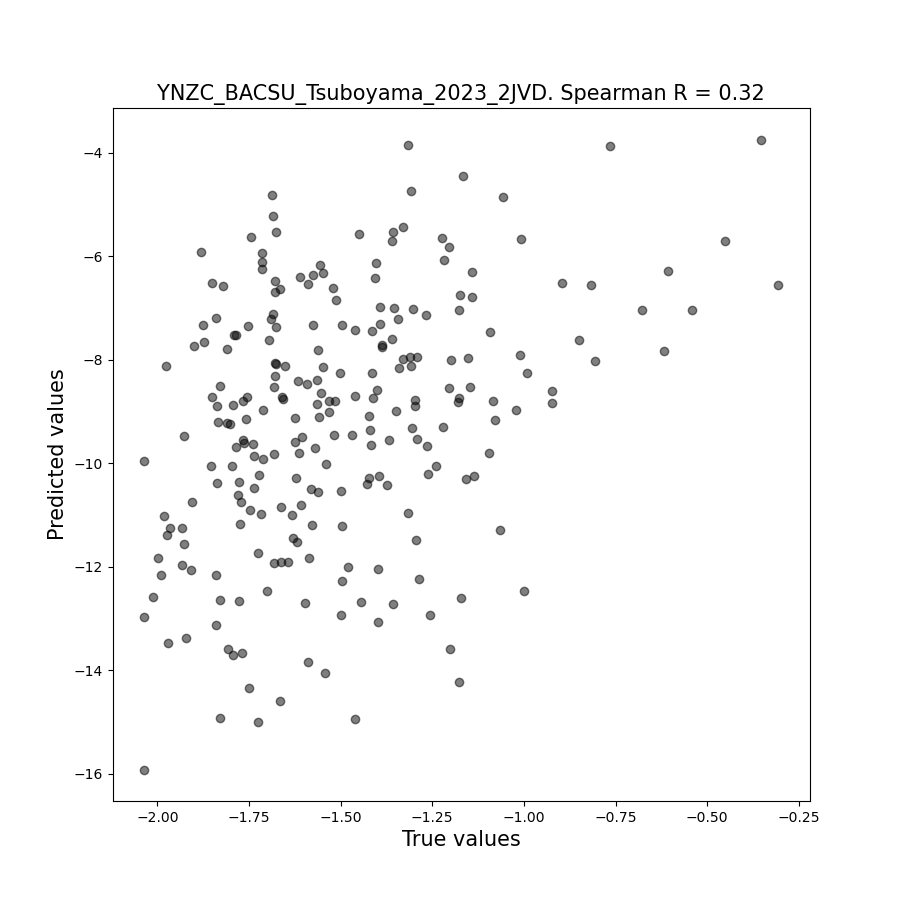 YNZC_BACSU_Tsuboyama_2023_2JVD. Spearman R = 0.32
−4
−6
−8
−10
−12
−14
−16
Predicted values
−2.00 −1.75 −1.50 −1.25 −1.00 −0.75 −0.50 −0.25
True values